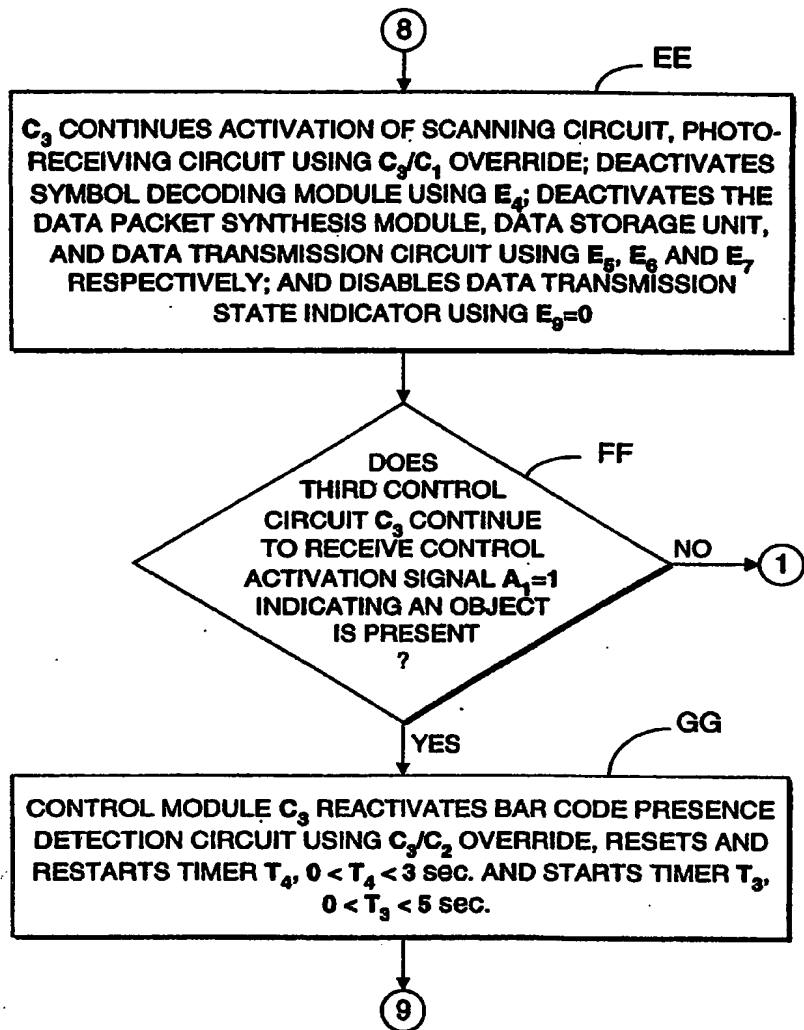 8
EE
C3 CONTINUES ACTIVATION OF SCANNING CIRCUIT, PHOTO-
RECEIVING CIRCUIT USING C3/C1 OVERRIDE; DEACTIVATES
SYMBOL DECODING MODULE USING E4; DEACTIVATES THE
DATA PACKET SYNTHESIS MODULE, DATA STORAGE UNIT,
AND DATA TRANSMISSION CIRCUIT USING E5, E6 AND E7
RESPECTIVELY; AND DISABLES DATA TRANSMISSION
STATE INDICATOR USING E9=0
FF
DOES
THIRD CONTROL
CIRCUIT C3 CONTINUE
TO RECEIVE CONTROL
ACTIVATION SIGNAL A1=1
INDICATING AN OBJECT
IS PRESENT
?
NO
1
YES
GG
CONTROL MODULE C3 REACTIVATES BAR CODE PRESENCE
DETECTION CIRCUIT USING C3/C2 OVERRIDE, RESETS AND
RESTARTS TIMER T4, 0 < T4 < 3 sec. AND STARTS TIMER T3,
0 < T3 < 5 sec.
9